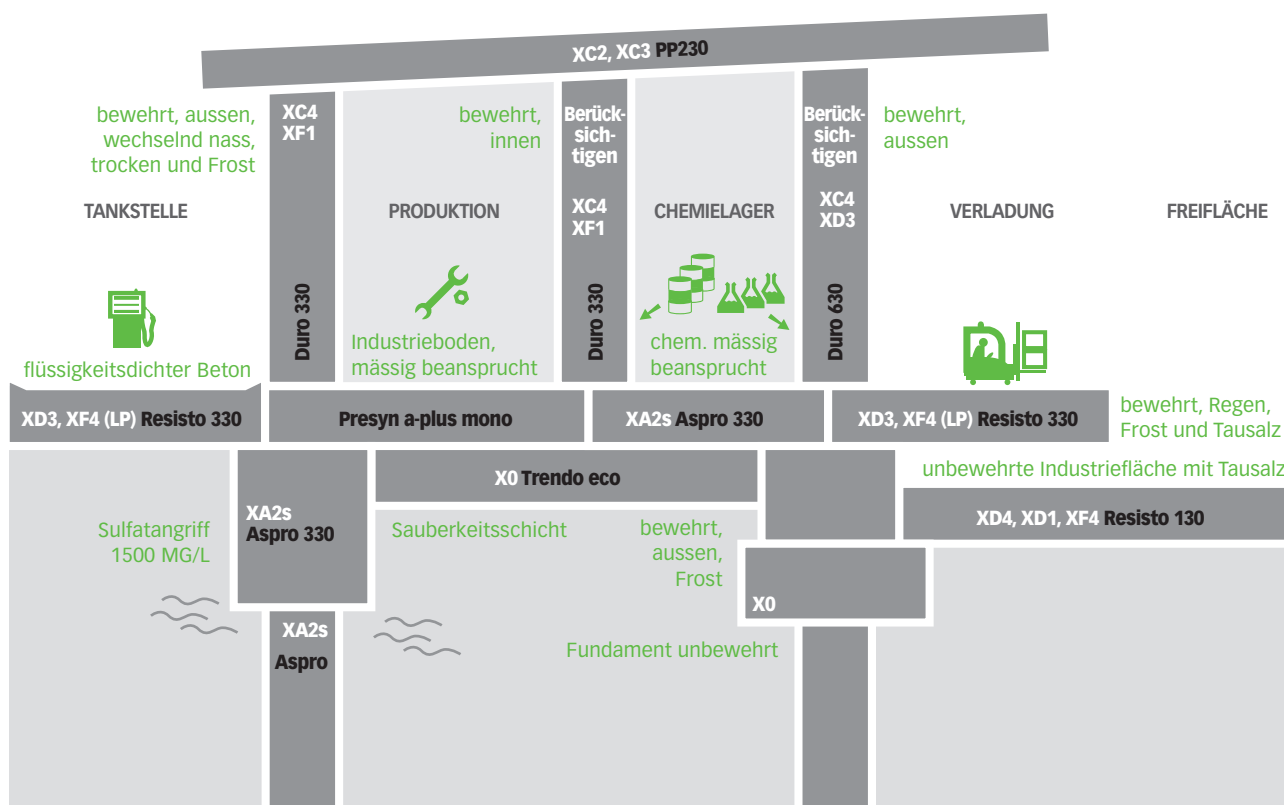 XC2, XC3 PP230
bewehrt, aussen,
wechselnd nass,
trocken und Frost
XC4
XF1
bewehrt,
innen
Berück-
sich-
tigen
Berück-
sich-
tigen
bewehrt,
aussen
XC4
XF1
XC4
XD3
TANKSTELLE
PRODUKTION
CHEMIELAGER
VERLADUNG
FREIFLÄCHE
Duro 330
Duro 330
Duro 630
flüssigkeitsdichter Beton
Industrieboden,
mässig beansprucht
chem. mässig
beansprucht
XD3, XF4 (LP) Resisto 330
Presyn a-plus mono
XA2s Aspro 330
XD3, XF4 (LP) Resisto 330
bewehrt, Regen,
Frost und Tausalz
X0 Trendo eco
unbewehrte Industriefläche mit Tausalz
XA2s
Aspro 330
Sulfatangriff
1500 MG/L
Sauberkeitsschicht
bewehrt,
aussen,
Frost
XD4, XD1, XF4 Resisto 130
X0
XA2s
Aspro
Fundament unbewehrt